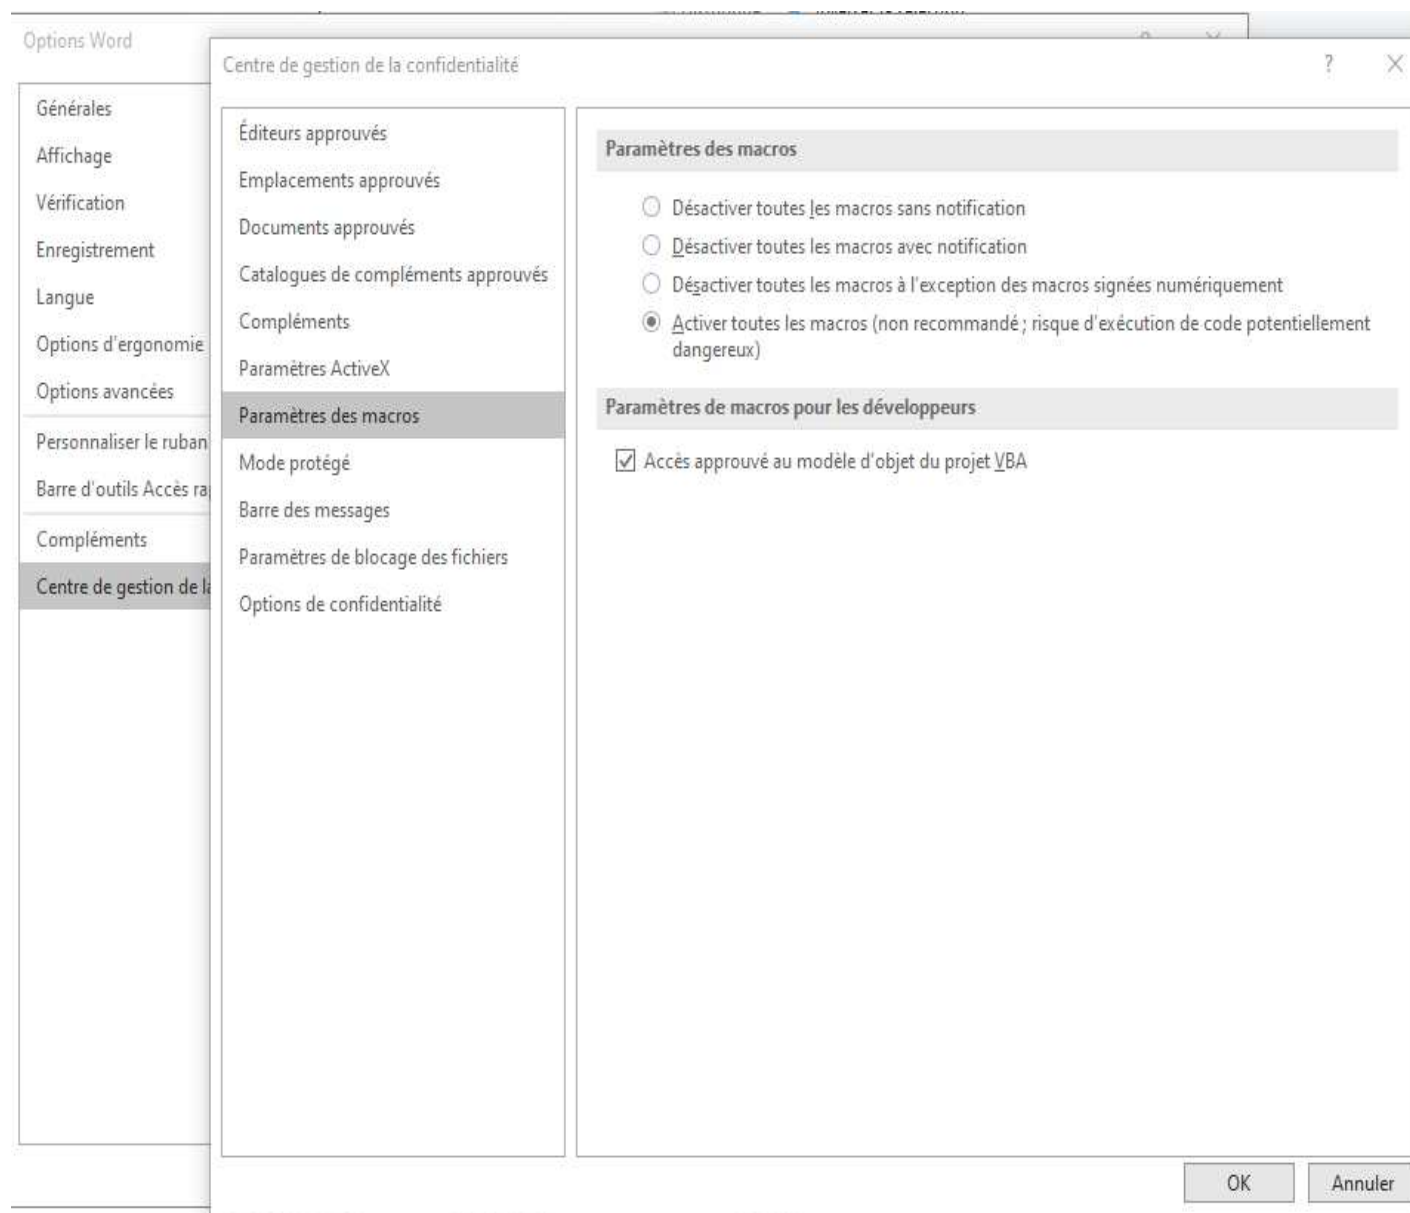 Options Word
Centre de gestion de la confidentialité
?
Générales
Affichage
Vérification
Enregistrement
Langue
Options d'ergonomie
Options avancées
Personnaliser le ruban
Barre d'outils Accès
Compléments
Centre de gestion de
Éditeurs approuvés
Emplacements approuvés
Documents approuvés
Catalogues de compléments approuvés
Compléments
Paramètres ActiveX
Paramètres des macros
Mode protégé
Barre des messages
Paramètres de blocage des fichiers
Options de confidentialité
Paramètres des macros
Désactiver toutes les macros sans notification
Désactiver toutes les macros avec notification
Désactiver toutes les macros à l'exception des macros signées numériquement
Activer toutes les macros (non recommandé ; risque d'exécution de code potentiellement
dangereux)
Paramètres de macros pour les développeurs
Accès approuvé au modèle d'objet du projet VBA
OK
Annuler